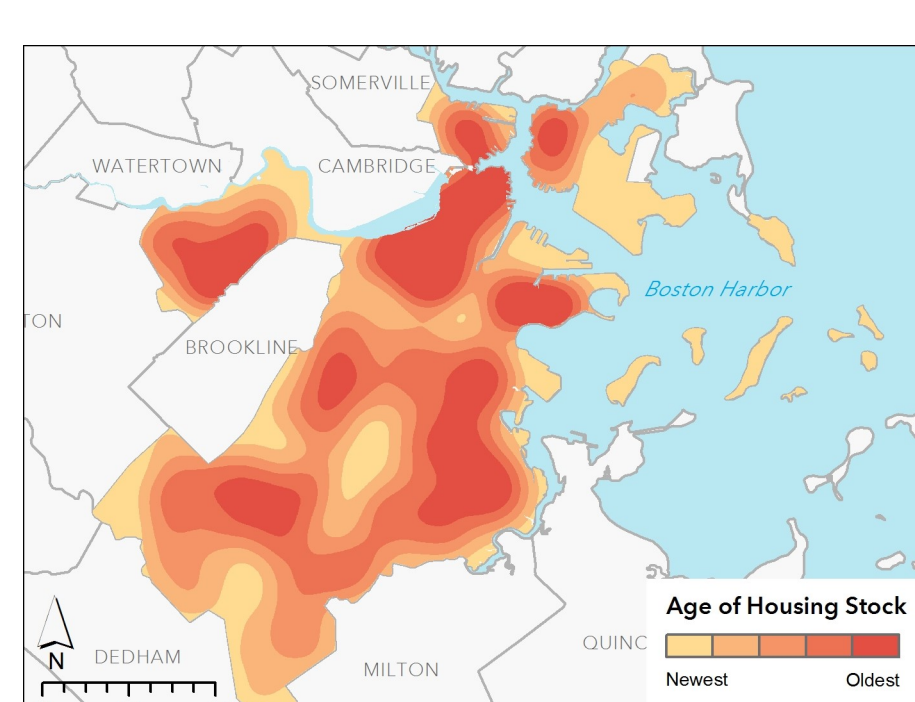 SOMERVILLE
WATERTOWN
CAMBRIDGE
Boston Harbor
TON
BROOKLINE
Age of Housing Stock
N
DEDHAM
MILTON
QUINC
Newest
Oldest